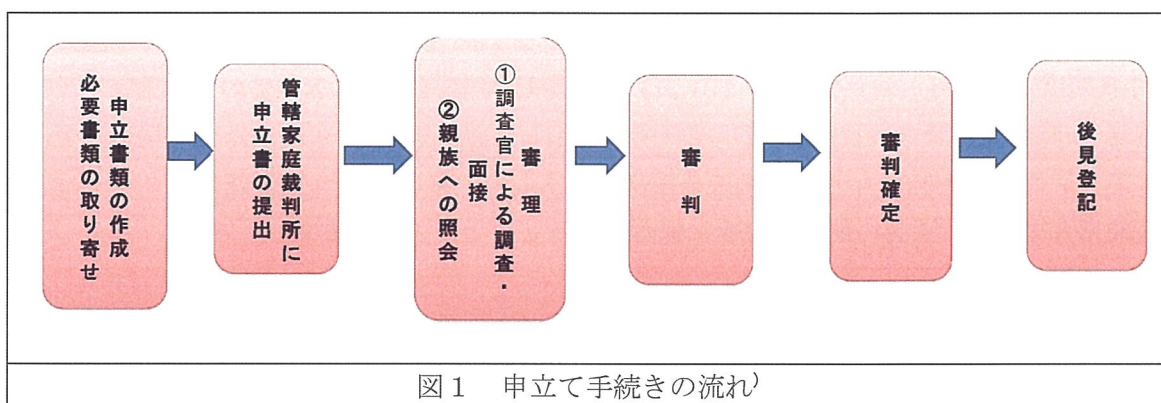 申立書類の作成
必要書類の取り寄せ
管轄家庭裁判所に
申立書の提出
審理
①調査官による調査・
面接
②親族への照会
審判
審判確定
後見登記
図1 申立て手続きの流れ)